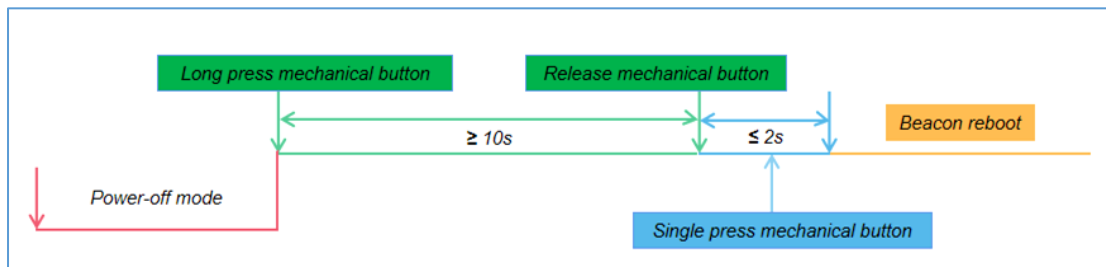 Long press mechanical button
Release mechanical button
≥ 10s
≤ 2s
Beacon reboot
Power-off mode
Single press mechanical button